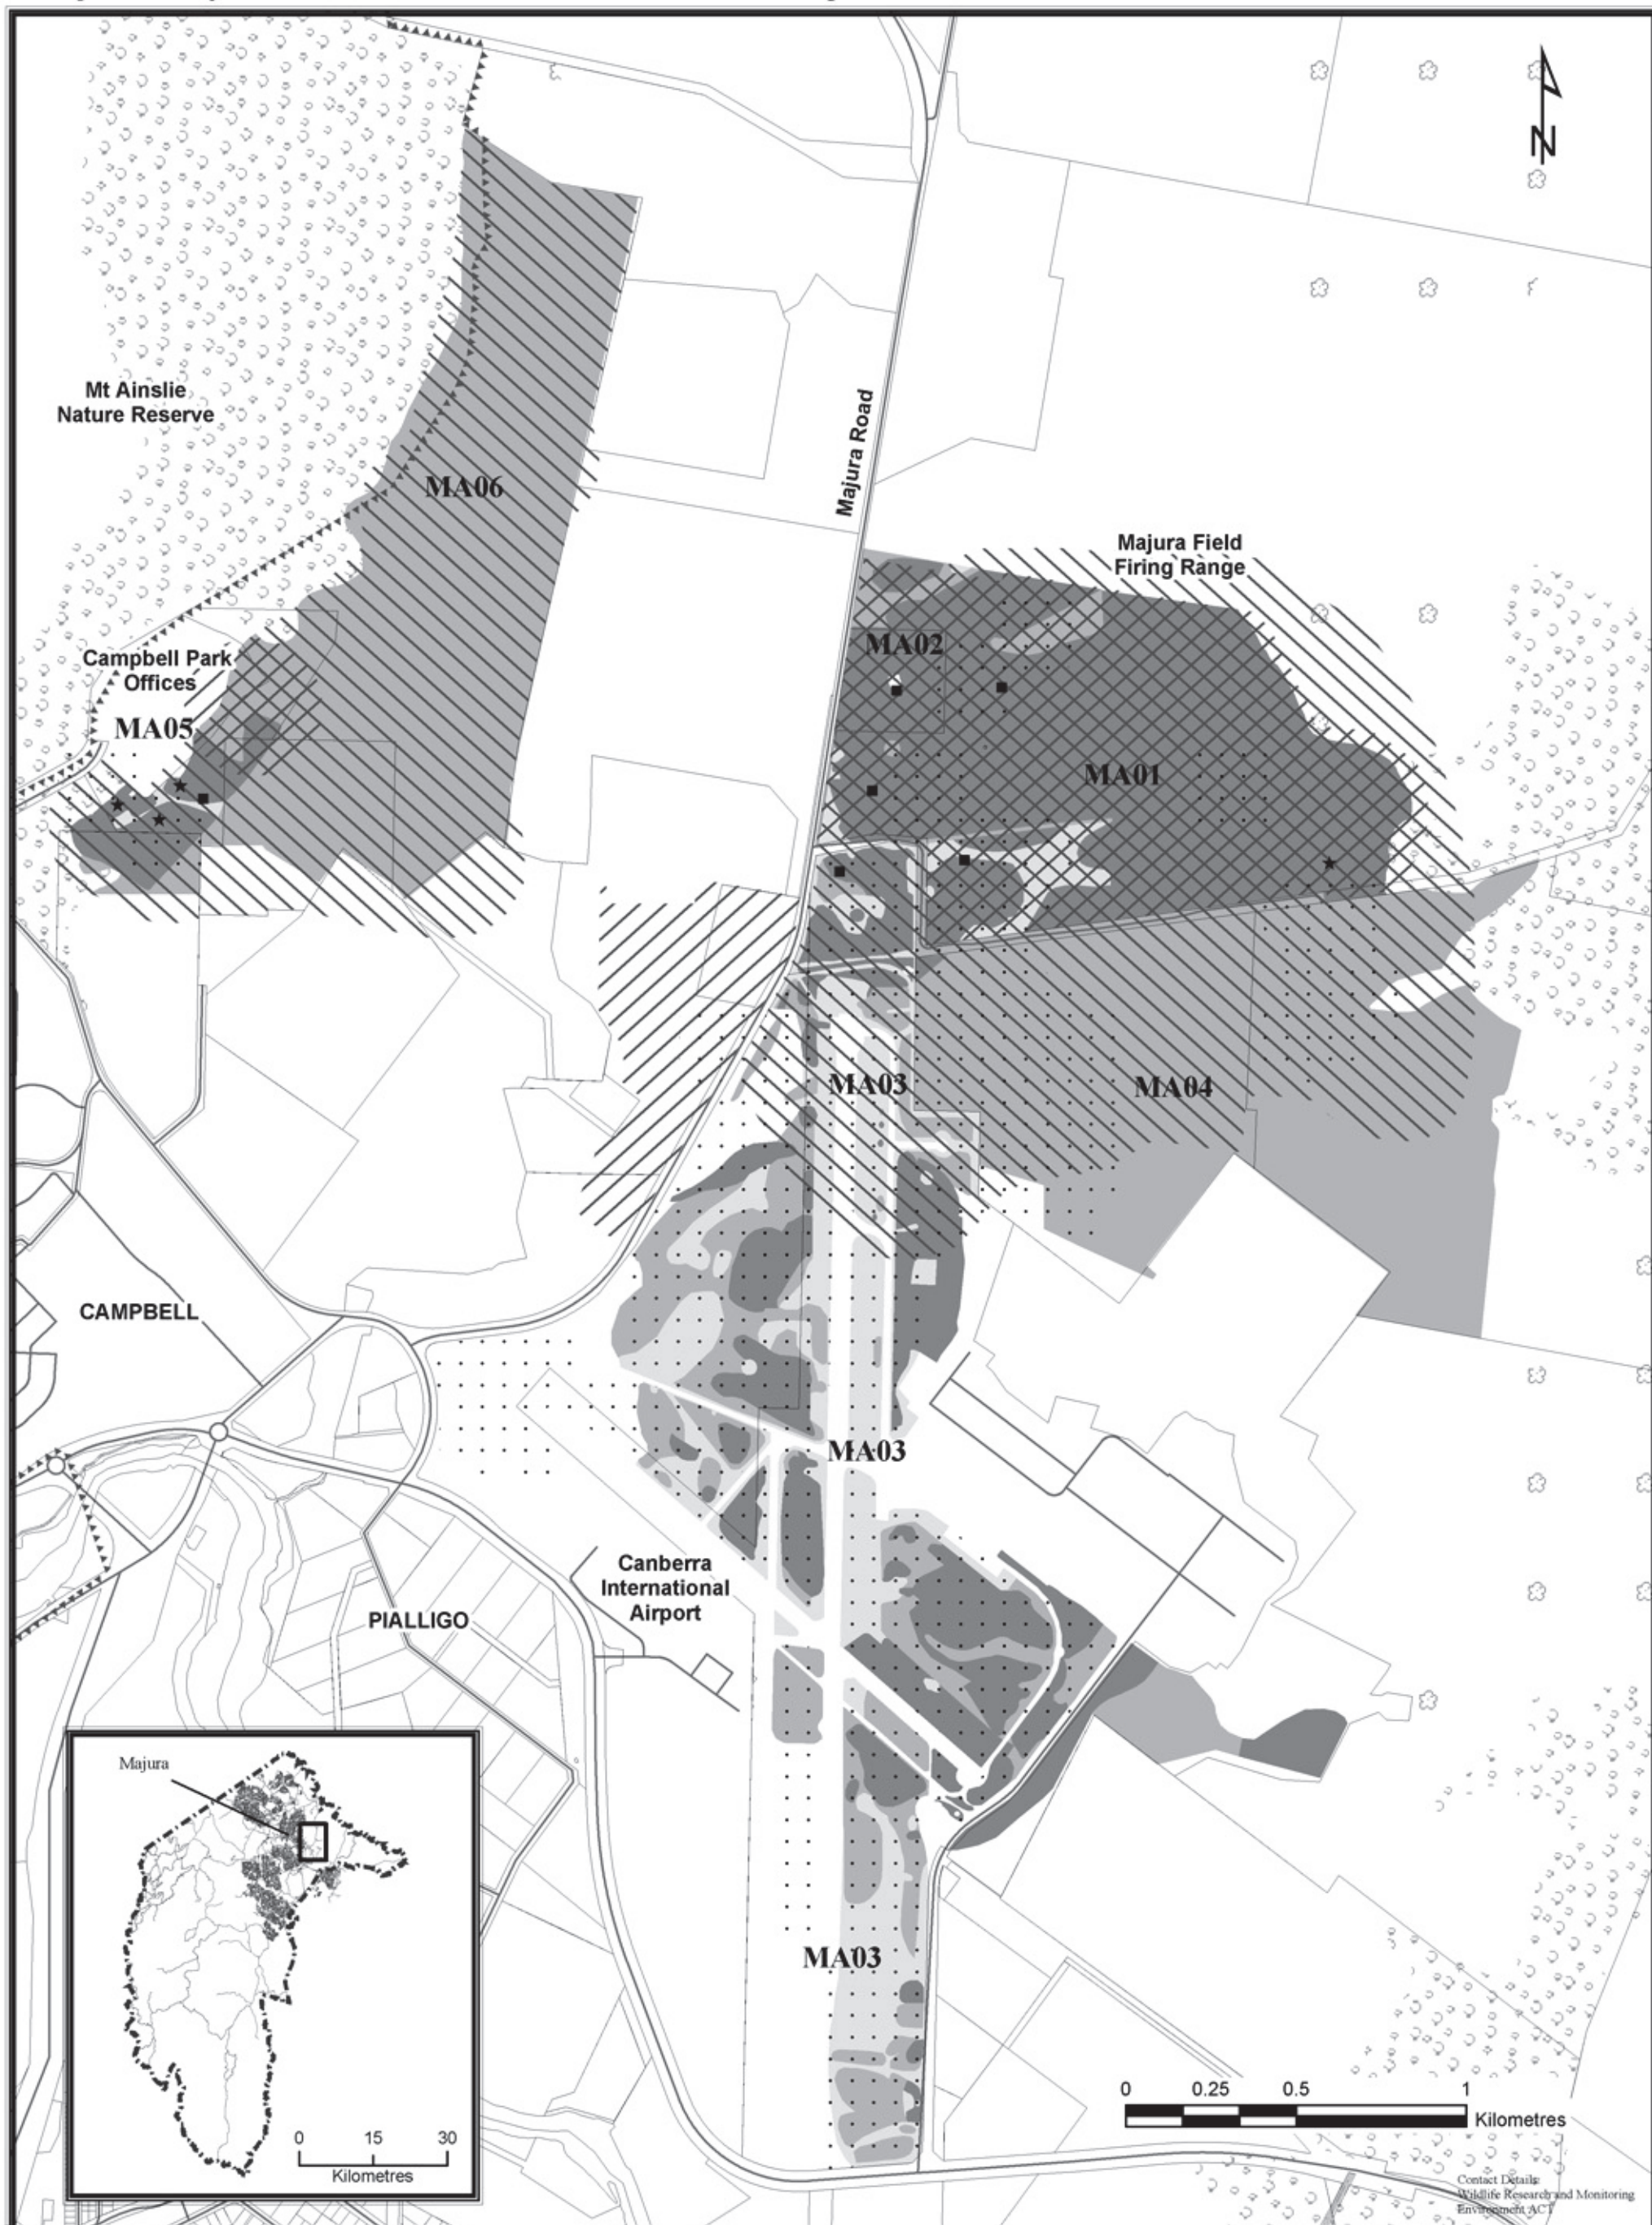 N
Mt Ainslie
Nature Reserve
Majura Road
MA06
Majura Field
Firing Range
MA02
Campbell Park
Offices
MA05
MA01
MA03
MA04
CAMPBELL
MA03
Canberra
International
Airport
PIALLIGO
Majura
MA03
0 15 30
Kilometres
0 0.25 0.5 1
Kilometres
Contact Details:
Wildlife Research and Monitoring
Environment ACT